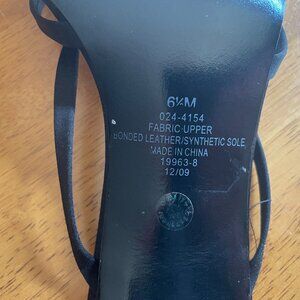 6½M
024-4154
FABRIC UPPER
BONDED LEATHER/SYNTHETIC SOLE
MADE IN CHINA
19963-8
12/09